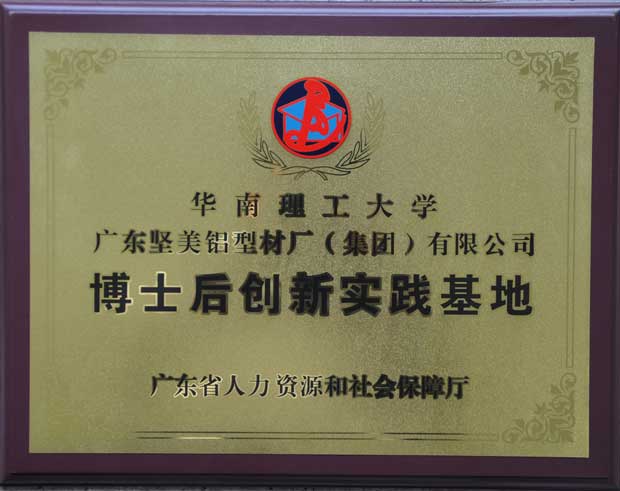 华南理工大学
广东坚美铝型材厂（集团）有限公司
博士后创新实践基地
广东省人力资源和社会保障厅